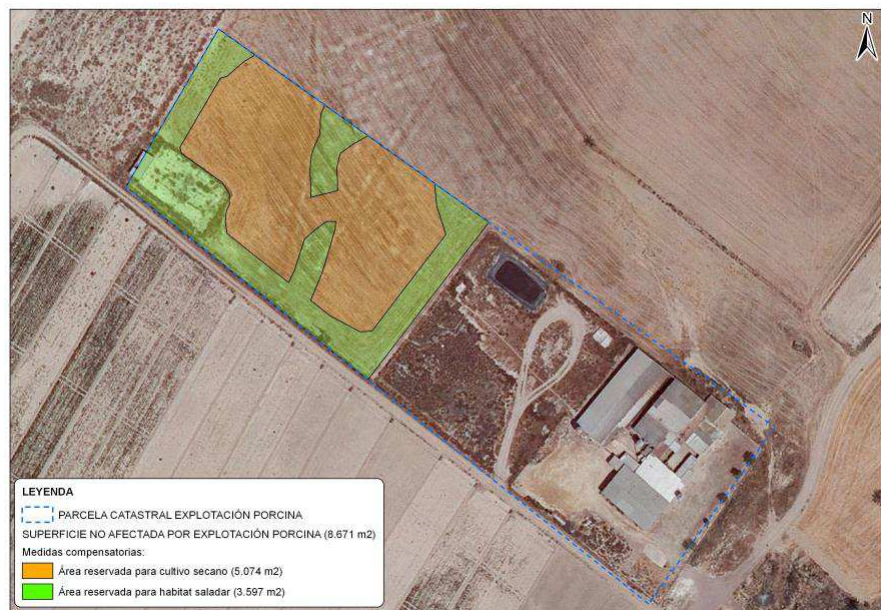 N
LEYENDA
PARCELA CATASTRAL EXPLOTACIÓN PORCINA
SUPERFICIE NO AFECTADA POR EXPLOTACIÓN PORCINA (8.671 m2)
Medidas compensatorias:
Área reservada para cultivo secano (5.074 m2)
Área reservada para habitat saladar (3.597 m2)